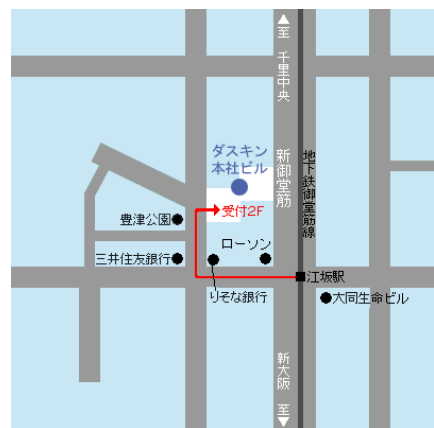 ▲至 千里中央
ダスキン
本社ビル
新御堂筋
地下鉄御堂筋線
受付2F
豊津公園
ローソン
三井住友銀行
江坂駅
りそな銀行
大同生命ビル
新大阪 至▼